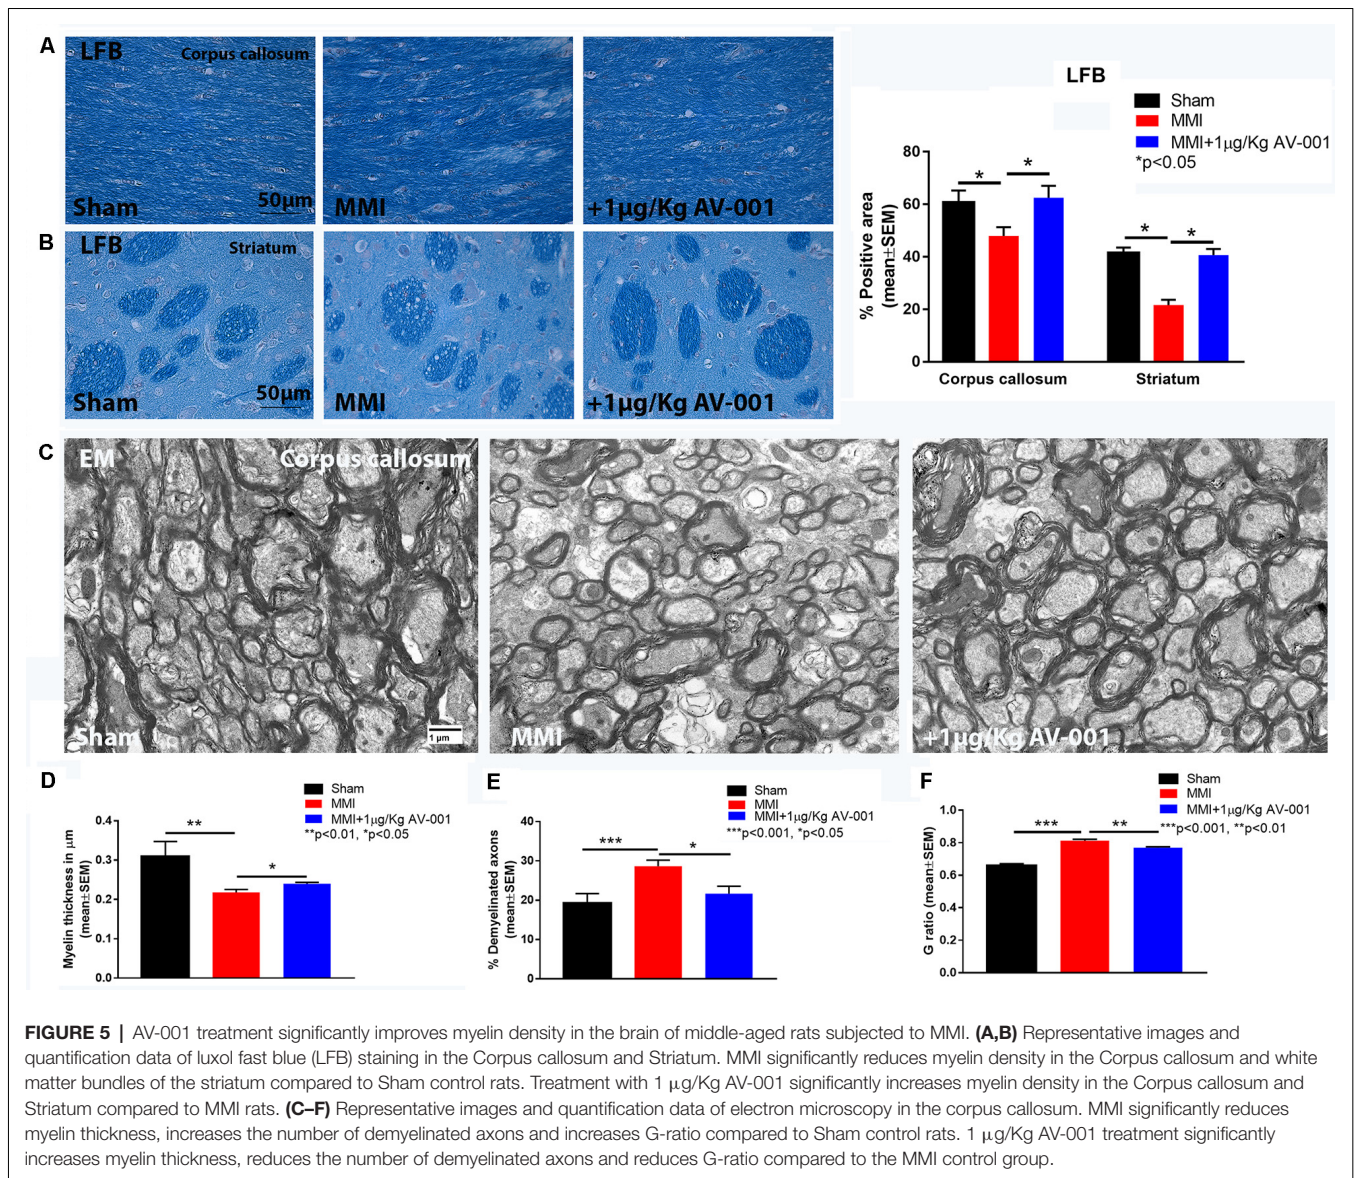 A
LFB
Corpus callosum
Sham
50µm
MMI
+1µg/Kg AV-001
B
LFB
Striatum
Sham
50µm
MMI
+1µg/Kg AV-001
LFB
Sham
MMI
MMI+1µg/Kg AV-001
*p<0.05
% Positive area
(mean±SEM)
80
60
40
20
0
* * * *
Corpus callosum Striatum
C
EM
Corpus callosum
Sham
1 µm
MMI
+1µg/Kg AV-001
D
Sham
MMI
MMI+1µg/Kg AV-001
**p<0.01, *p<0.05
Myelin thickness in µm
(mean±SEM)
0.4
0.3
0.2
0.1
0.0
** *
E
Sham
MMI
MMI+1µg/Kg AV-001
***p<0.001, *p<0.05
% Demyelinated axons
(mean±SEM)
40
30
20
10
0
*** *
F
Sham
MMI
MMI+1µg/Kg AV-001
***p<0.001, **p<0.01
G ratio (mean±SEM)
1.0
0.8
0.6
0.4
0.2
0.0
*** **
FIGURE 5 | AV-001 treatment significantly improves myelin density in the brain of middle-aged rats subjected to MMI. (A,B) Representative images and
quantification data of luxol fast blue (LFB) staining in the Corpus callosum and Striatum. MMI significantly reduces myelin density in the Corpus callosum and white
matter bundles of the striatum compared to Sham control rats. Treatment with 1 µg/Kg AV-001 significantly increases myelin density in the Corpus callosum and
Striatum compared to MMI rats. (C–F) Representative images and quantification data of electron microscopy in the corpus callosum. MMI significantly reduces
myelin thickness, increases the number of demyelinated axons and increases G-ratio compared to Sham control rats. 1 µg/Kg AV-001 treatment significantly
increases myelin thickness, reduces the number of demyelinated axons and reduces G-ratio compared to the MMI control group.